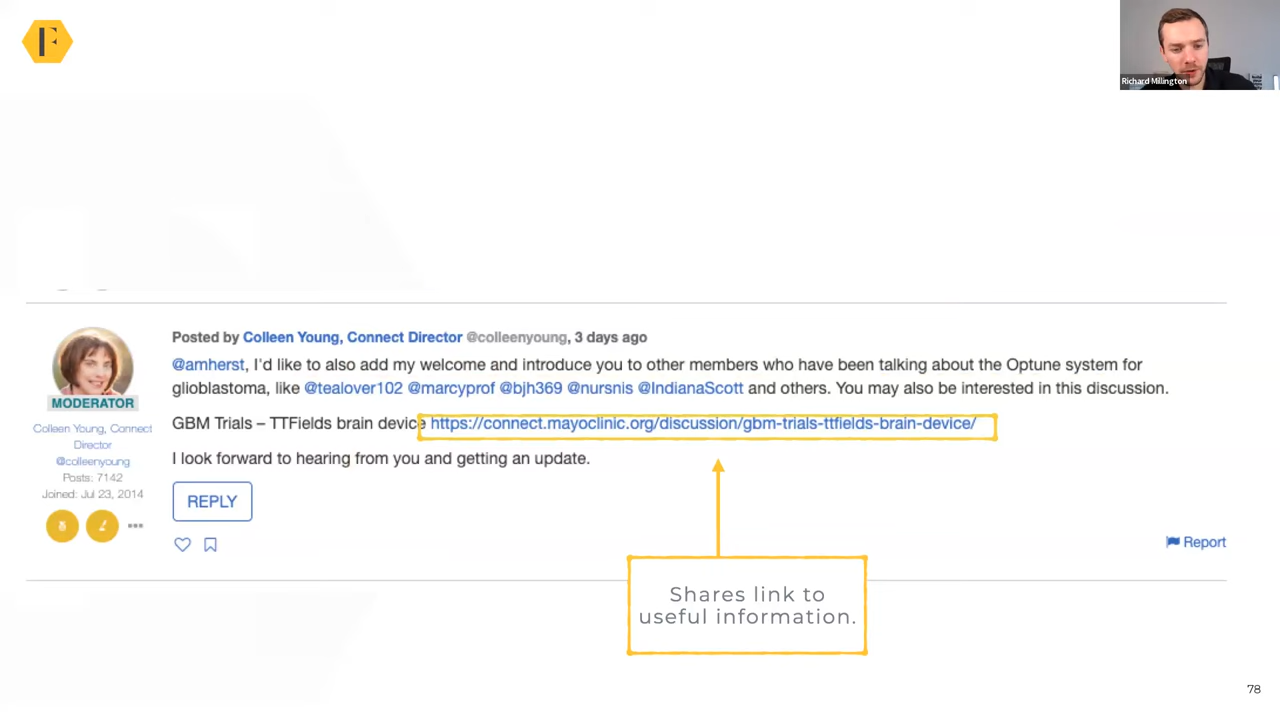 F
Richard Millington
Posted by Colleen Young, Connect Director @colleenyoung, 3 days ago
@amherst, I'd like to also add my welcome and introduce you to other members who have been talking about the Optune system for
glioblastoma, like @tealover102 @marcyprof @bjh369 @nursnis @IndianaScott and others. You may also be interested in this discussion.
MODERATOR
GBM Trials – TTFields brain device https://connect.mayoclinic.org/discussion/gbm-trials-ttfields-brain-device/
Colleen Young, Connect
Director
@colleenyoung
Posts: 7142
Joined: Jul 23, 2014
I look forward to hearing from you and getting an update.
REPLY
Report
Shares link to
useful information.
78